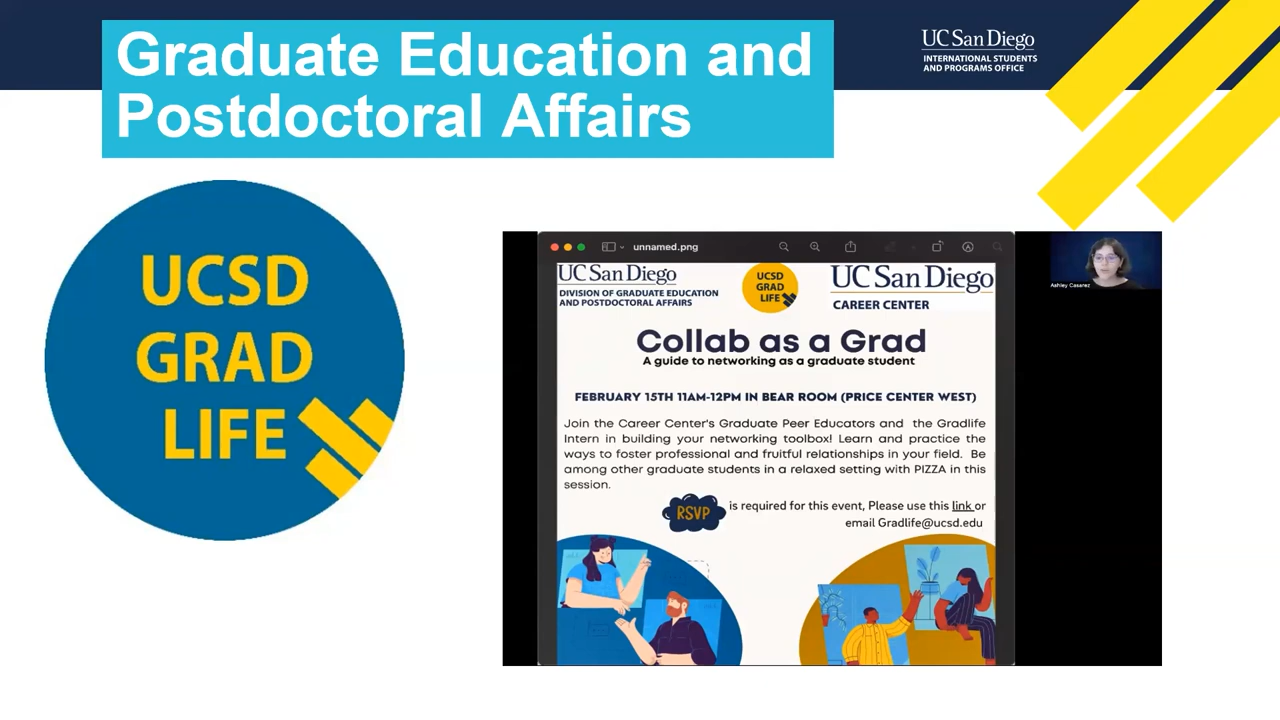 Graduate Education and
Postdoctoral Affairs
UC San Diego
INTERNATIONAL STUDENTS
AND PROGRAMS OFFICE
UCSD
GRAD
LIFE
unnamed.png
UC San Diego
DIVISION OF GRADUATE EDUCATION
AND POSTDOCTORAL AFFAIRS
UCSD
GRAD
LIFE
UC San Diego
CAREER CENTER
Collab as a Grad
A guide to networking as a graduate student
FEBRUARY 15TH 11AM-12PM IN BEAR ROOM (PRICE CENTER WEST)
Join the Career Center's Graduate Peer Educators and the Gradlife
Intern in building your networking toolbox! Learn and practice the
ways to foster professional and fruitful relationships in your field. Be
among other graduate students in a relaxed setting with PIZZA in this
session.
RSVP is required for this event, Please use this link or
email Gradlife@ucsd.edu
Ashley Casarez